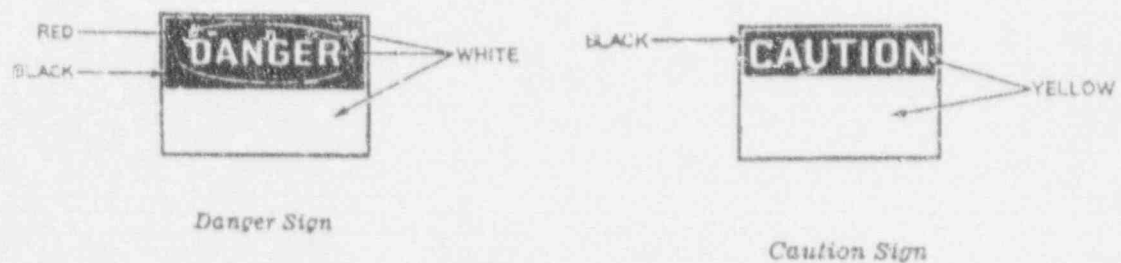 RED
DANGER
WHITE
BLACK
Danger Sign
BLACK
CAUTION
YELLOW
Caution Sign